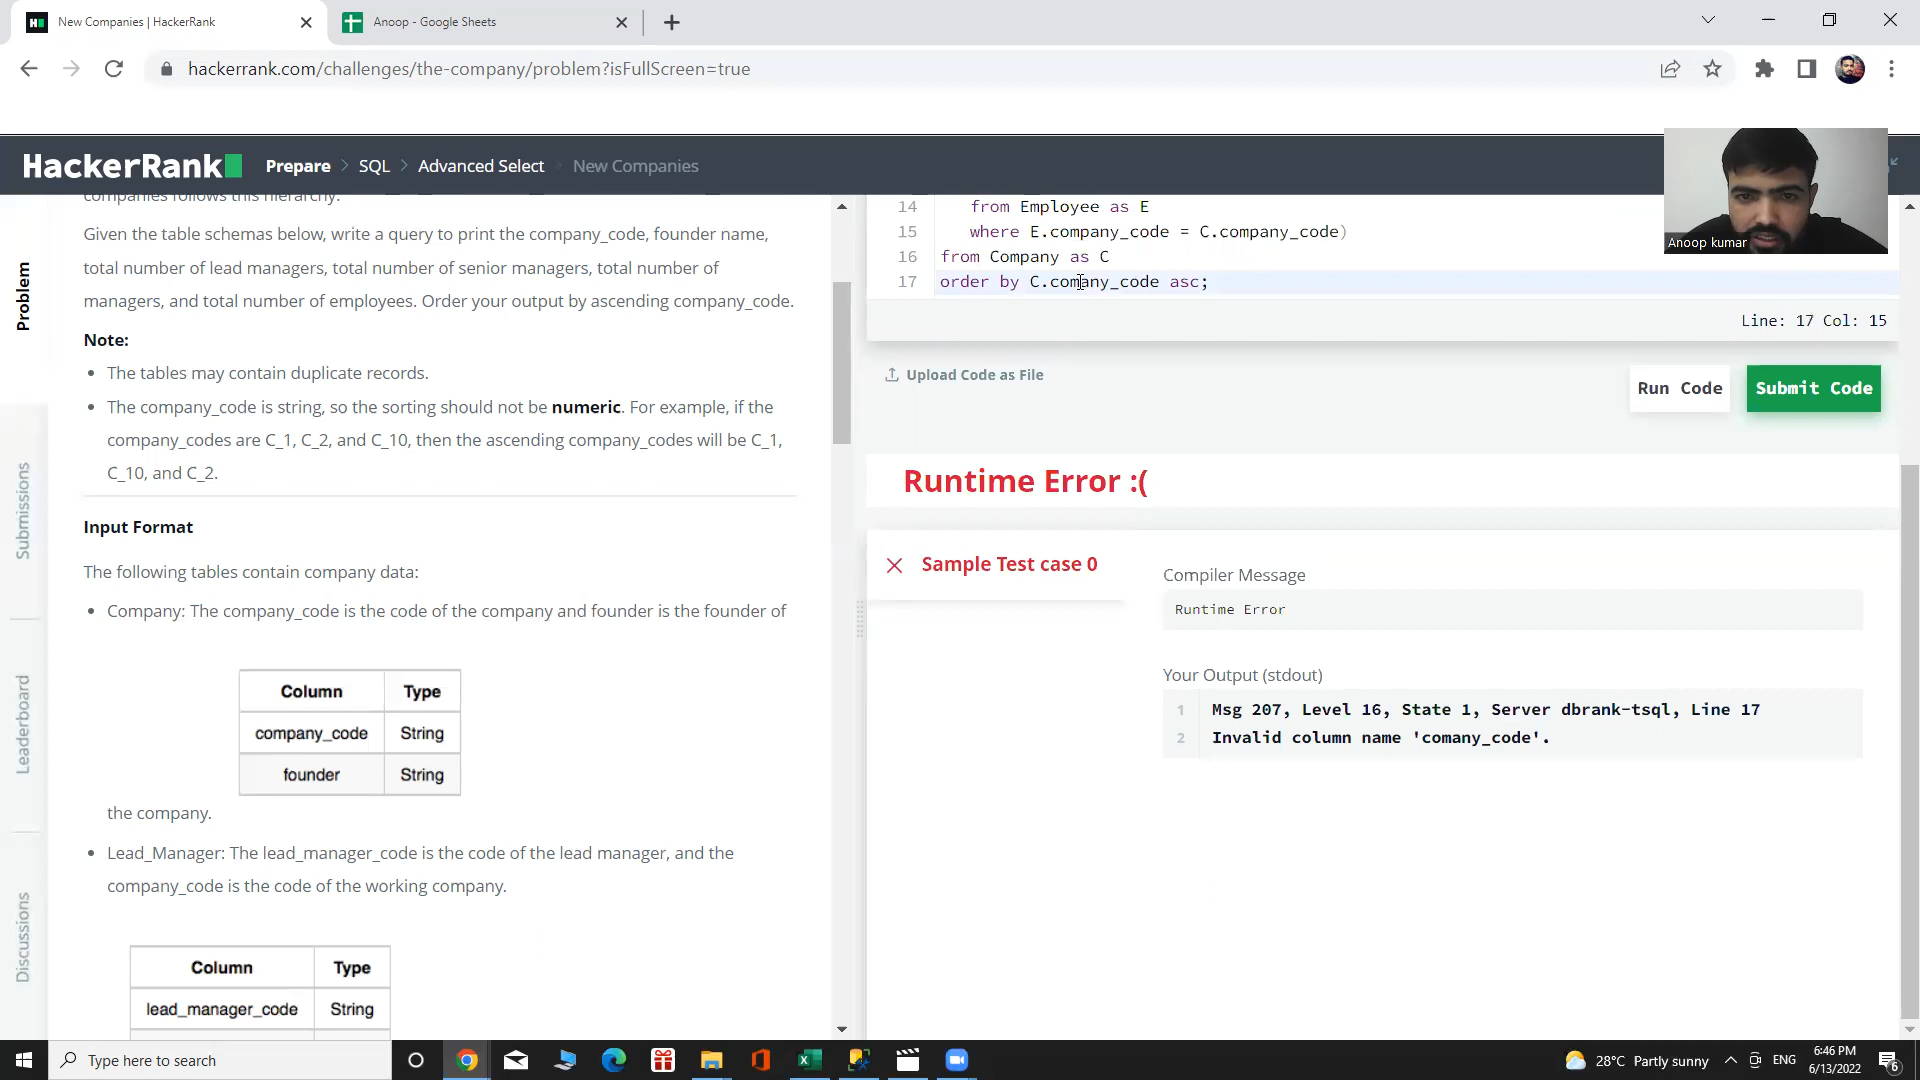 New Companies | HackerRank
Anoop - Google Sheets
hackerrank.com/challenges/the-company/problem?isFullScreen=true
HackerRank
Prepare
SQL
Advanced Select
New Companies
Anoop kumar
Problem
Submissions
Leaderboard
Discussions
companies follows this hierarchy.
Given the table schemas below, write a query to print the company_code, founder name,
total number of lead managers, total number of senior managers, total number of
managers, and total number of employees. Order your output by ascending company_code.
Note:
• The tables may contain duplicate records.
• The company_code is string, so the sorting should not be numeric. For example, if the
company_codes are C_1, C_2, and C_10, then the ascending company_codes will be C_1,
C_10, and C_2.
Input Format
The following tables contain company data:
• Company: The company_code is the code of the company and founder is the founder of
Column Type
company_code String
founder String
the company.
• Lead_Manager: The lead_manager_code is the code of the lead manager, and the
company_code is the code of the working company.
Column Type
lead_manager_code String
14 from Employee as E
15 where E.company_code = C.company_code)
16 from Company as C
17 order by C.comany_code asc;
Line: 17 Col: 15
Upload Code as File
Run Code
Submit Code
Runtime Error :(
Sample Test case 0
Compiler Message
Runtime Error
Your Output (stdout)
1 Msg 207, Level 16, State 1, Server dbrank-tsql, Line 17
2 Invalid column name 'comany_code'.
Type here to search
28°C Partly sunny
ENG
6:46 PM
6/13/2022
6